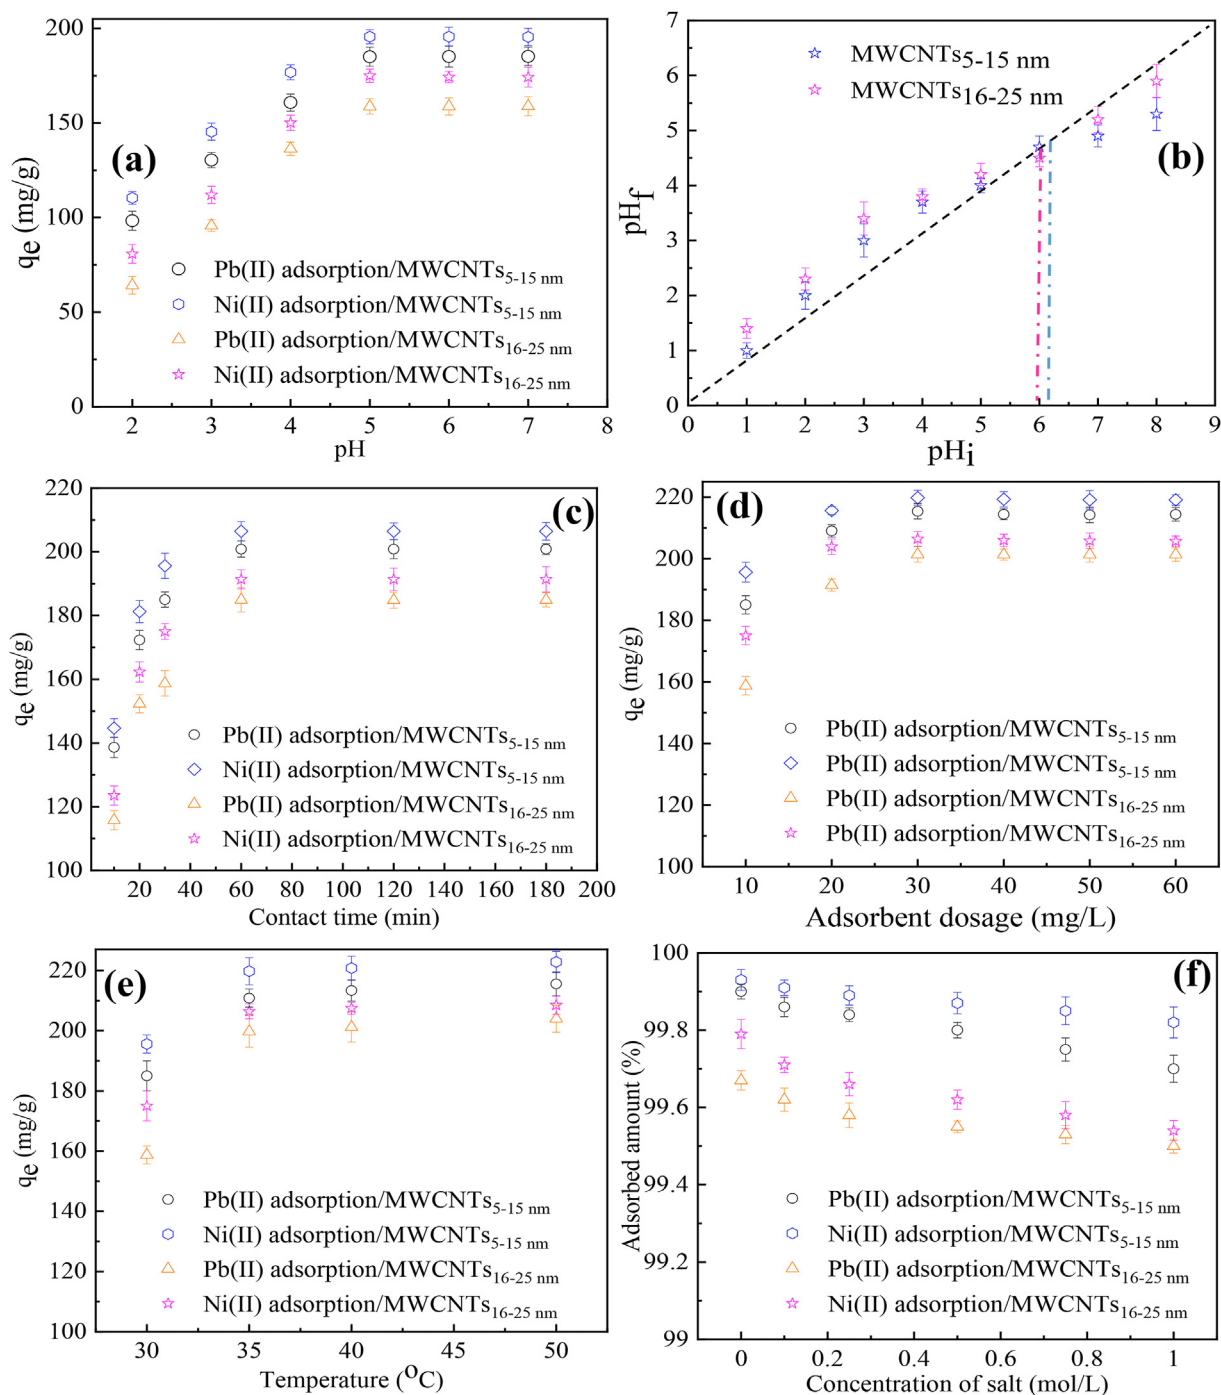 (a)
200
150
100
50
0
qe (mg/g)
Pb(II) adsorption/MWCNTs5-15 nm
Ni(II) adsorption/MWCNTs5-15 nm
Pb(II) adsorption/MWCNTs16-25 nm
Ni(II) adsorption/MWCNTs16-25 nm
2 3 4 5 6 7 8
pH
(b)
7
6
5
4
3
2
1
0
pHf
MWCNTs5-15 nm
MWCNTs16-25 nm
0 1 2 3 4 5 6 7 8 9
pHi
(c)
220
200
180
160
140
120
100
qe (mg/g)
Pb(II) adsorption/MWCNTs5-15 nm
Ni(II) adsorption/MWCNTs5-15 nm
Pb(II) adsorption/MWCNTs16-25 nm
Ni(II) adsorption/MWCNTs16-25 nm
20 40 60 80 100 120 140 160 180 200
Contact time (min)
(d)
220
200
180
160
140
120
100
qe (mg/g)
Pb(II) adsorption/MWCNTs5-15 nm
Pb(II) adsorption/MWCNTs5-15 nm
Pb(II) adsorption/MWCNTs16-25 nm
Pb(II) adsorption/MWCNTs16-25 nm
10 20 30 40 50 60
Adsorbent dosage (mg/L)
(e)
220
200
180
160
140
120
100
qe (mg/g)
Pb(II) adsorption/MWCNTs5-15 nm
Ni(II) adsorption/MWCNTs5-15 nm
Pb(II) adsorption/MWCNTs16-25 nm
Ni(II) adsorption/MWCNTs16-25 nm
30 35 40 45 50
Temperature (oC)
(f)
100
99.8
99.6
99.4
99.2
99
Adsorbed amount (%)
Pb(II) adsorption/MWCNTs5-15 nm
Ni(II) adsorption/MWCNTs5-15 nm
Pb(II) adsorption/MWCNTs16-25 nm
Ni(II) adsorption/MWCNTs16-25 nm
0 0.2 0.4 0.6 0.8 1
Concentration of salt (mol/L)